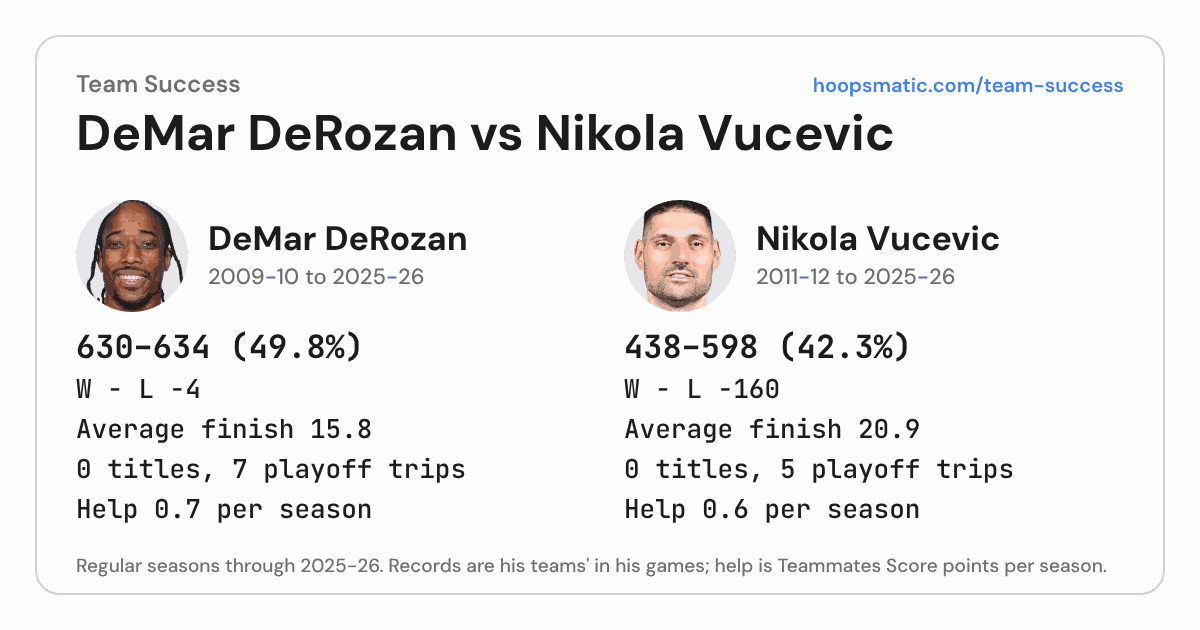 Team Success
hoopsmatic.com/team-success
DeMar DeRozan vs Nikola Vucevic
DeMar DeRozan
2009-10 to 2025-26
630-634 (49.8%)
W - L -4
Average finish 15.8
0 titles, 7 playoff trips
Help 0.7 per season
Nikola Vucevic
2011-12 to 2025-26
438-598 (42.3%)
W - L -160
Average finish 20.9
0 titles, 5 playoff trips
Help 0.6 per season
Regular seasons through 2025-26. Records are his teams' in his games; help is Teammates Score points per season.